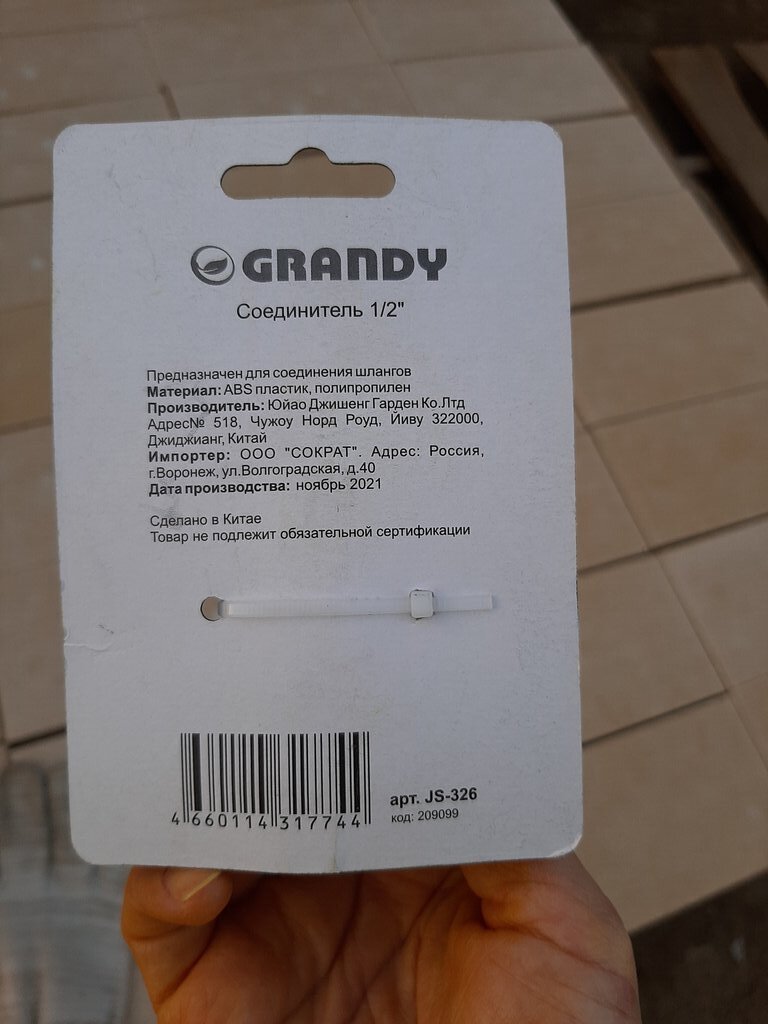 GRANDY
Соединитель 1/2"
Предназначен для соединения шлангов
Материал: ABS пластик, полипропилен
Производитель: Юйао Джишенг Гарден Ко.Лтд
Адрес№ 518, Чужоу Норд Роуд, Йиву 322000,
Джиджианг, Китай
Импортер: ООО "СОКРАТ". Адрес: Россия,
г.Воронеж, ул.Волгоградская, д.40
Дата производства: ноябрь 2021
Сделано в Китае
Товар не подлежит обязательной сертификации
арт. JS-326
код: 209099
4 660114 317744